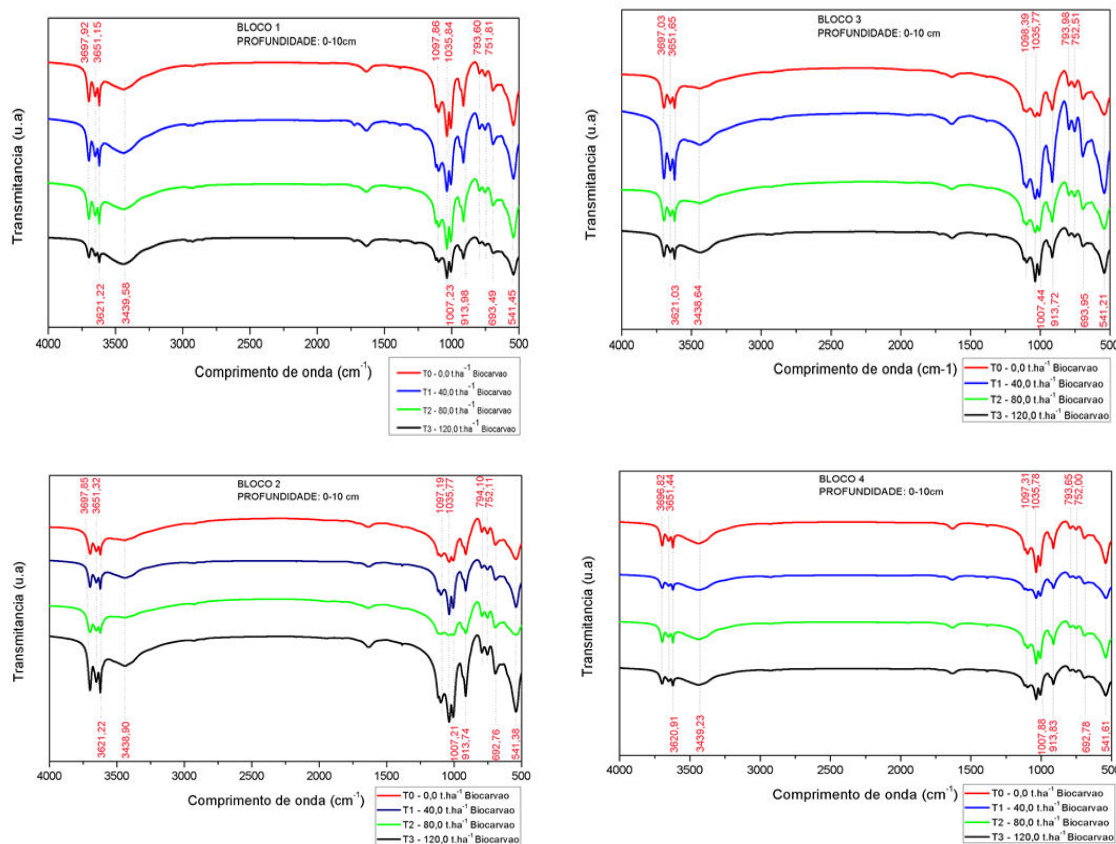 BLOCO 1
PROFUNDIDADE: 0-10cm
3697,92
3651,15
1097,86
1035,84
793,60
751,81
Transmitancia (u.a)
3621,22
3439,58
1007,23
913,98
693,49
541,45
4000 3500 3000 2500 2000 1500 1000 500
Comprimento de onda (cm⁻¹)
T0 - 0,0 t.ha⁻¹ Biocarvao
T1 - 40,0 t.ha⁻¹ Biocarvao
T2 - 80,0 t.ha⁻¹ Biocarvao
T3 - 120,0 t.ha⁻¹ Biocarvao
BLOCO 3
PROFUNDIDADE: 0-10 cm
3697,03
3651,65
1098,39
1035,77
793,98
752,51
Transmitancia (u.a)
3621,03
3438,64
1007,44
913,72
693,95
541,21
4000 3500 3000 2500 2000 1500 1000 500
Comprimento de onda (cm-1)
T0 - 0,0 t.ha⁻¹ Biocarvao
T1 - 40,0 t.ha⁻¹ Biocarvao
T2 - 80,0 t.ha⁻¹ Biocarvao
T3 - 120,0 t.ha⁻¹ Biocarvao
BLOCO 2
PROFUNDIDADE: 0-10 cm
3697,85
3651,32
1097,19
1035,77
794,10
752,11
Transmitancia (u.a)
3621,22
3438,90
1007,21
913,74
692,76
541,38
4000 3500 3000 2500 2000 1500 1000 500
Comprimento de onda (cm⁻¹)
T0 - 0,0 t.ha⁻¹ Biocarvao
T1 - 40,0 t.ha⁻¹ Biocarvao
T2 - 80,0 t.ha⁻¹ Biocarvao
T3 - 120,0 t.ha⁻¹ Biocarvao
BLOCO 4
PROFUNDIDADE: 0-10cm
3696,82
3651,44
1097,31
1035,78
793,65
752,00
Transmitancia (u.a)
3620,91
3439,23
1007,88
913,83
692,78
541,61
4000 3500 3000 2500 2000 1500 1000 500
Comprimento de onda (cm⁻¹)
T0 - 0,0 t.ha⁻¹ Biocarvao
T1 - 40,0 t.ha⁻¹ Biocarvao
T2 - 80,0 t.ha⁻¹ Biocarvao
T3 - 120,0 t.ha⁻¹ Biocarvao